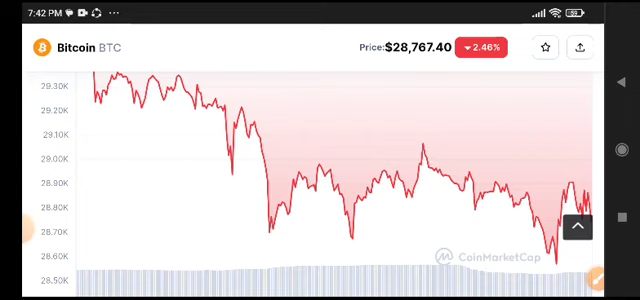 7:42 PM
59
Bitcoin BTC
Price:$28,767.40
2.46%
29.30K
29.20K
29.10K
29.00K
28.90K
28.80K
28.70K
28.60K
28.50K
CoinMarketCap